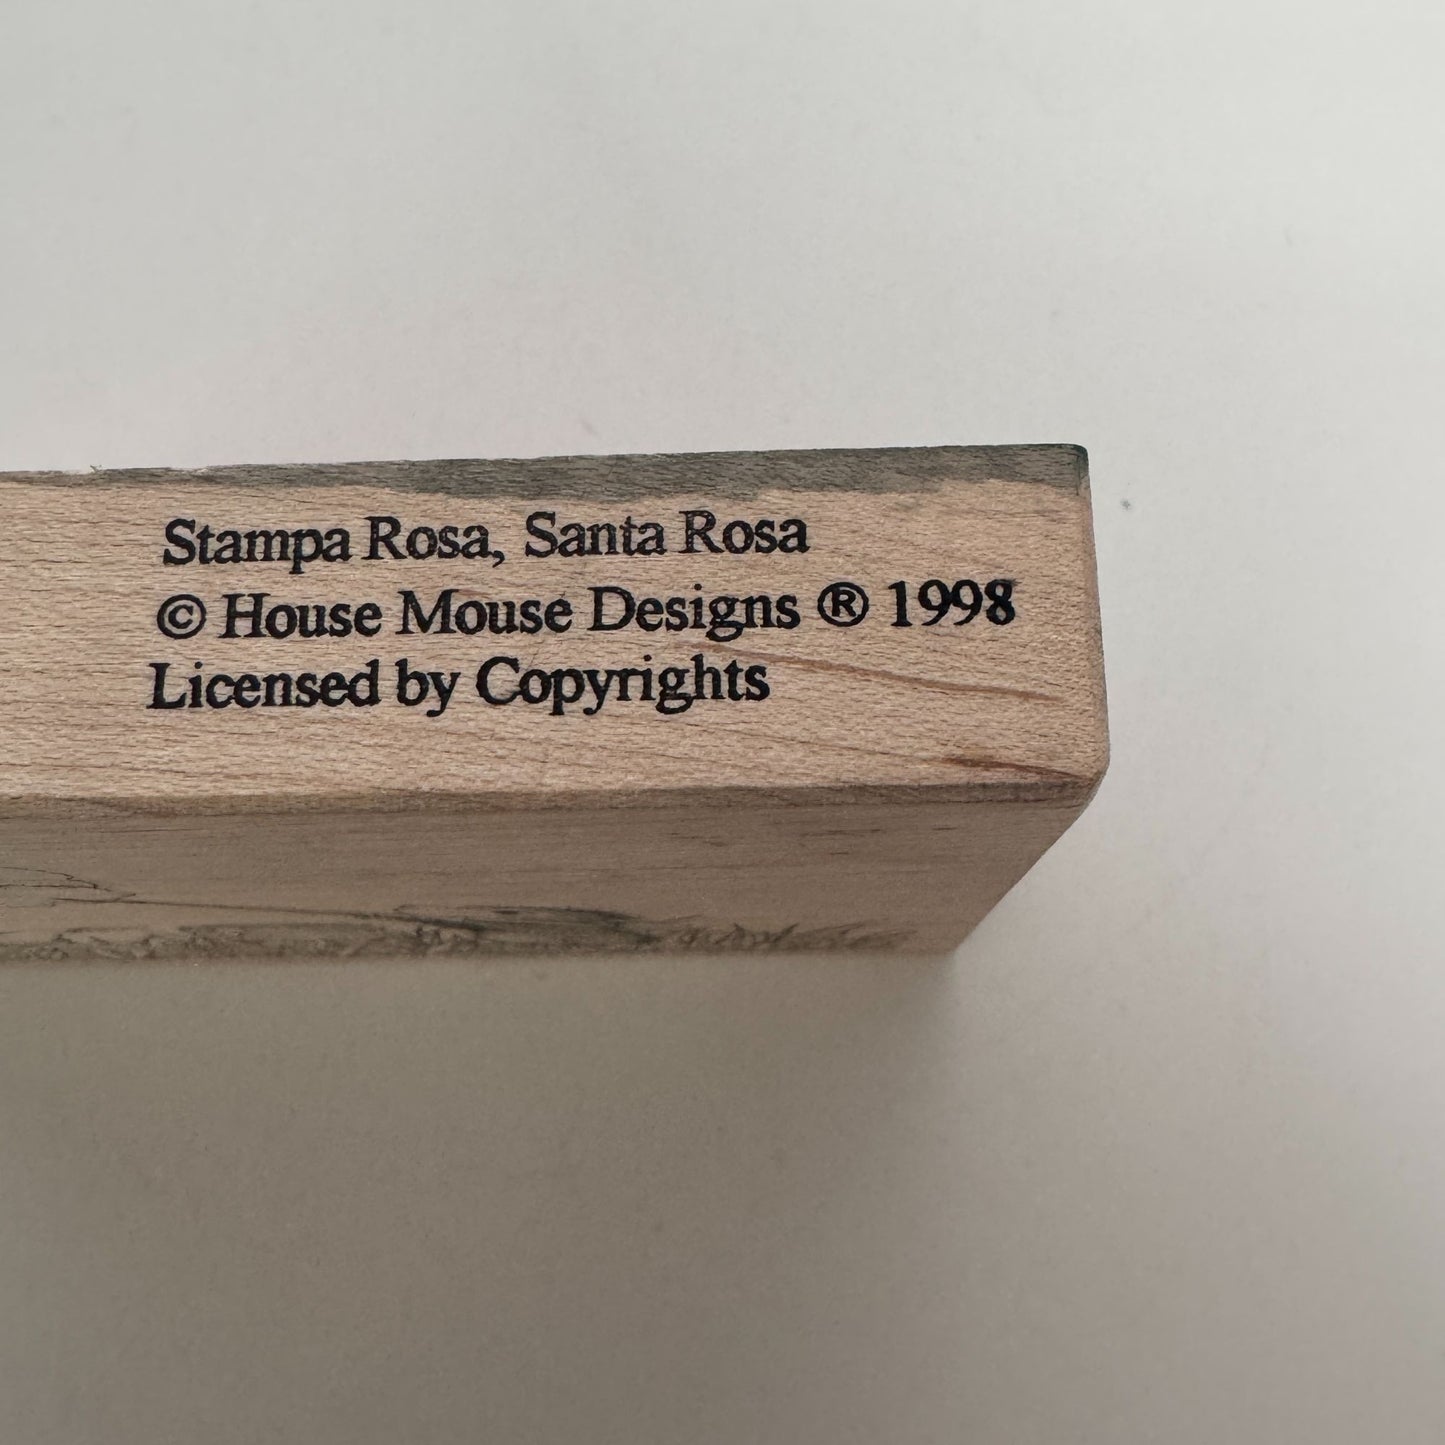 Stampa Rosa, Santa Rosa
© House Mouse Designs ® 1998
Licensed by Copyrights